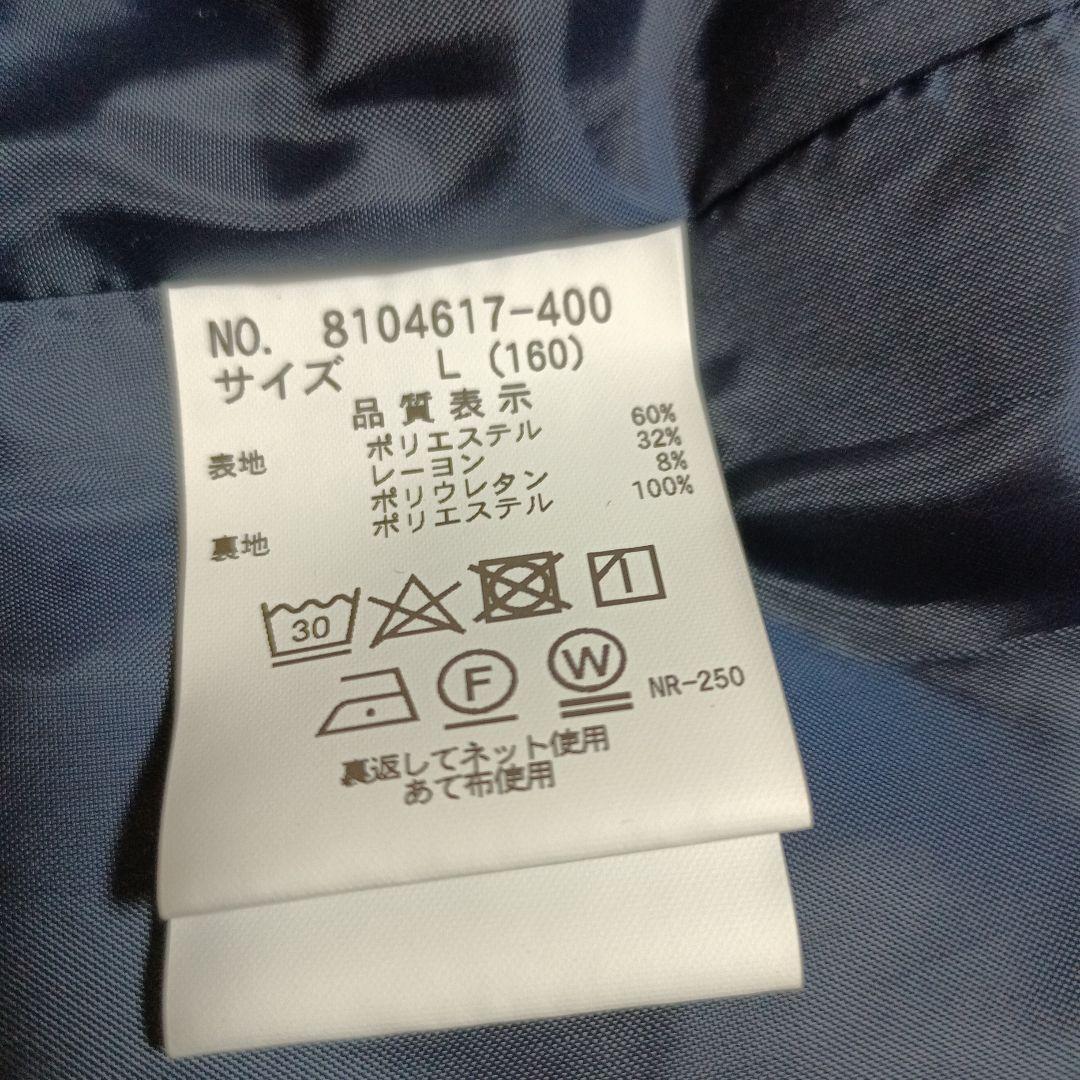 NO. 8104617-400
サイズ L (160)
品質表示
表地 ポリエステル 60%
レーヨン 32%
ポリウレタン 8%
裏地 ポリエステル 100%
30
F W NR-250
裏返してネット使用
あて布使用